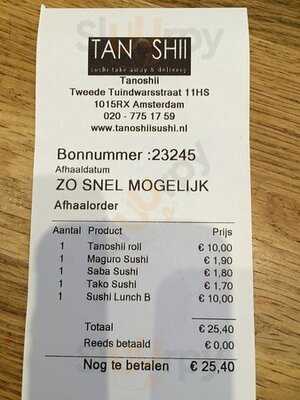 TANOSHII
sushi take away & delivery
Tanoshii
Tweede Tuindwarsstraat 11HS
1015RX Amsterdam
020 - 775 17 59
www.tanoshiisushi.nl
Bonnummer :23245
Afhaaldatum
ZO SNEL MOGELIJK
Afhaalorder
Aantal Product Prijs
1 Tanoshii roll € 10,00
1 Maguro Sushi € 1,90
1 Saba Sushi € 1,80
1 Tako Sushi € 1,70
1 Sushi Lunch B € 10,00
Totaal € 25,40
Reeds betaald € 0,00
Nog te betalen € 25,40